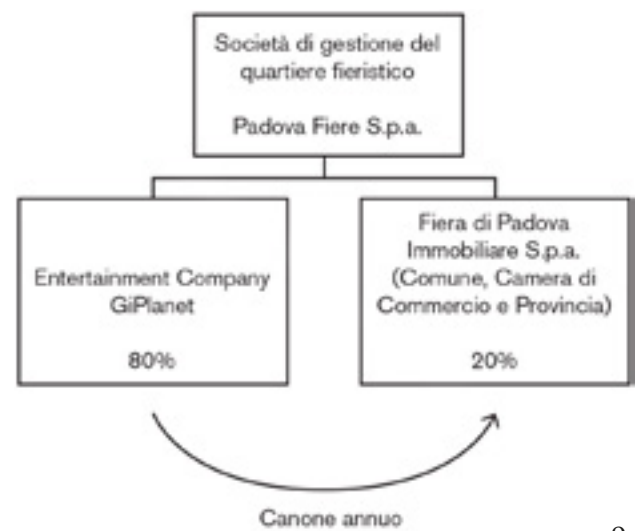 Società di gestione del
quartiere fieristico
Padova Fiere S.p.a.
Entertainment Company
GiPlanet
80%
Fiera di Padova
Immobiliare S.p.a.
(Comune, Camera di
Commercio e Provincia)
20%
Canone annuo